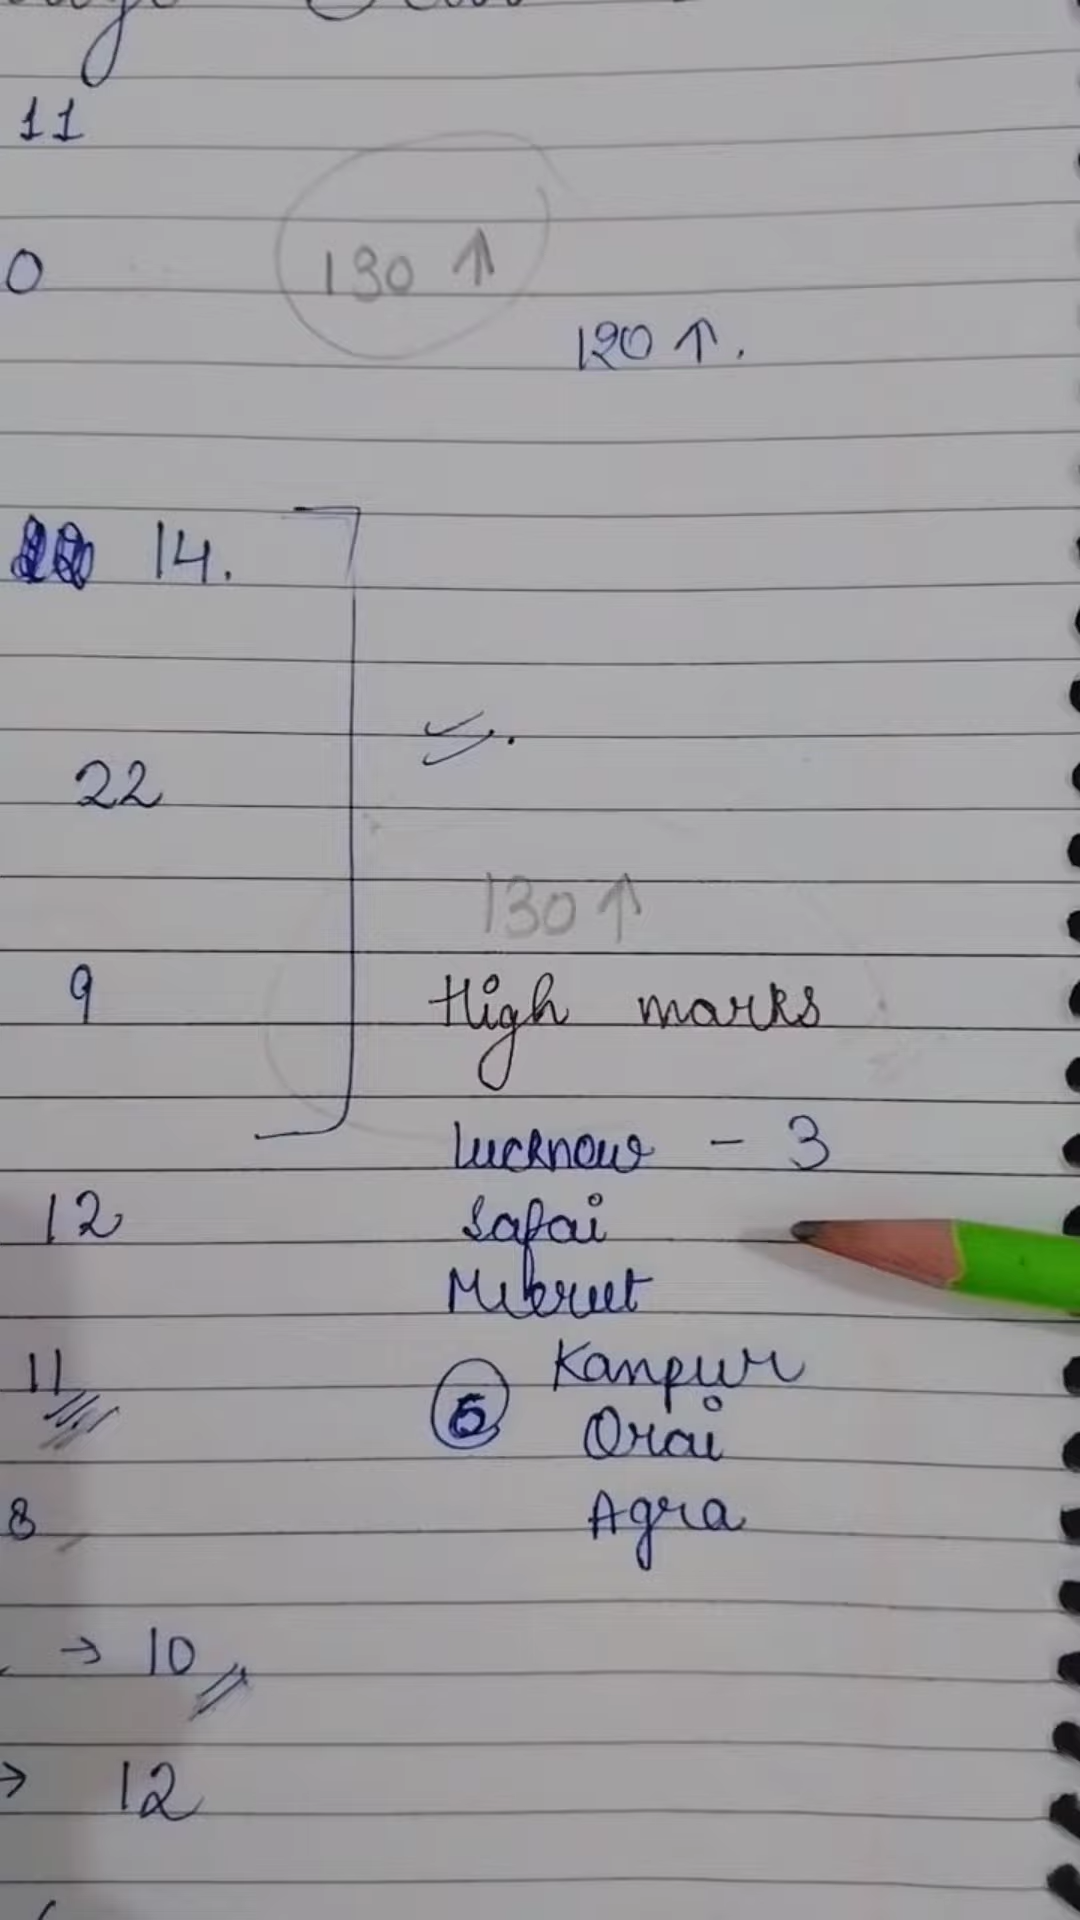 11
0
130 ↑
120 ↑.
14.
22
130 ↑
9
High marks
Lucknow - 3
12
Safai
Meerut
11
Kanpur
6
Orai
8
Agra
→ 10
→ 12